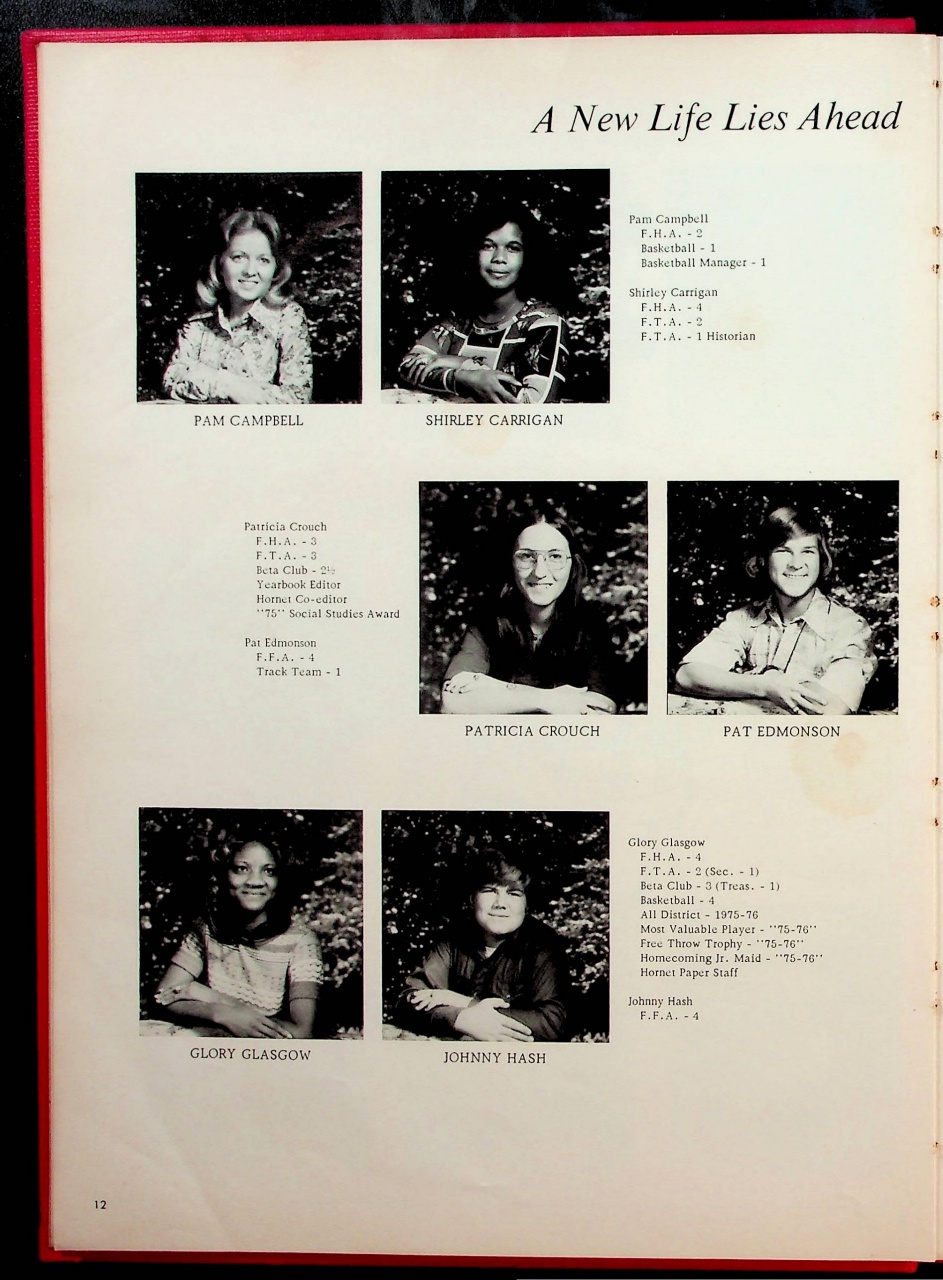 A New Life Lies Ahead
Pam Campbell
F.H.A. - 2
Basketball - 1
Basketball Manager - 1
Shirley Carrigan
F.H.A. - 4
F.T.A. - 2
F.T.A. - 1 Historian
PAM CAMPBELL
SHIRLEY CARRIGAN
Patricia Crouch
F.H.A. - 3
F.T.A. - 3
Beta Club - 2½
Yearbook Editor
Hornet Co-editor
"75" Social Studies Award
Pat Edmonson
F.F.A. - 4
Track Team - 1
PATRICIA CROUCH
PAT EDMONSON
Glory Glasgow
F.H.A. - 4
F.T.A. - 2 (Sec. - 1)
Beta Club - 3 (Treas. - 1)
Basketball - 4
All District - 1975-76
Most Valuable Player - "75-76"
Free Throw Trophy - "75-76"
Homecoming Jr. Maid - "75-76"
Hornet Paper Staff
Johnny Hash
F.F.A. - 4
GLORY GLASGOW
JOHNNY HASH
12